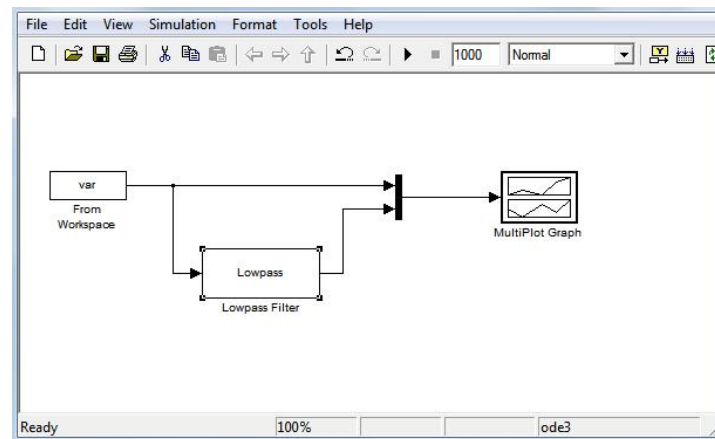 File Edit View Simulation Format Tools Help
1000 Normal
var
From
Workspace
Lowpass
Lowpass Filter
MultiPlot Graph
Ready 100% ode3